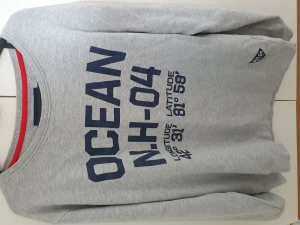 OCEAN
N.H-04
LONGITUDE LATITUDE
42° 31' 81° 58'